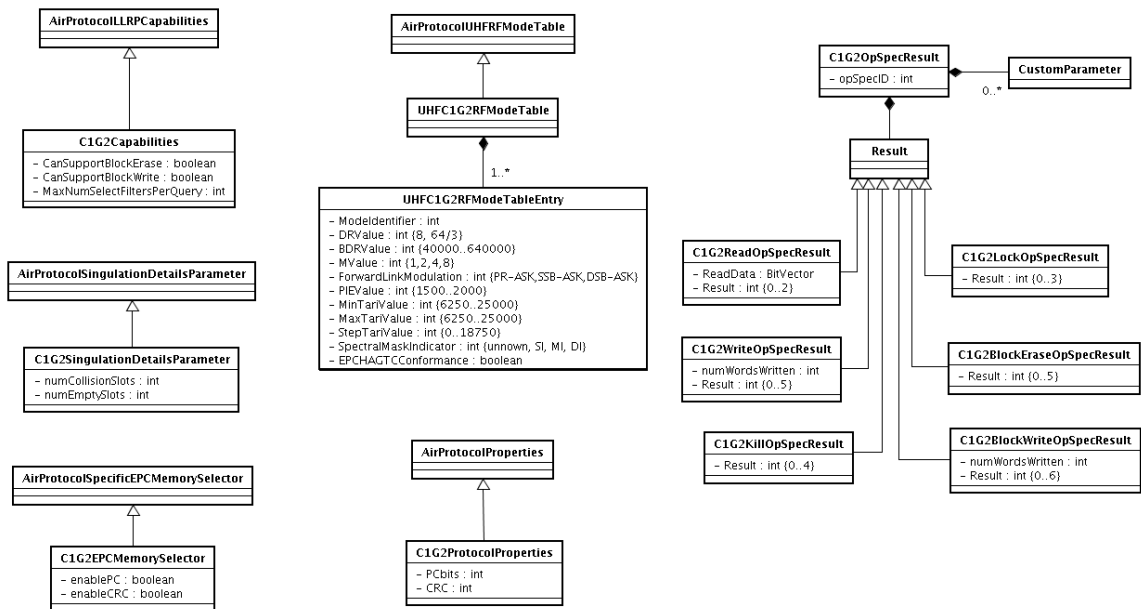 AirProtocolLLRPCapabilities
C1G2Capabilities
- CanSupportBlockErase : boolean
- CanSupportBlockWrite : boolean
- MaxNumSelectFiltersPerQuery : int
AirProtocolSingulationDetailsParameter
C1G2SingulationDetailsParameter
- numCollisionSlots : int
- numEmptySlots : int
AirProtocolSpecificEPCMemorySelector
C1G2EPCMemorySelector
- enablePC : boolean
- enableCRC : boolean
AirProtocolUHFRFModeTable
UHFC1G2RFModeTable
1..*
UHFC1G2RFModeTableEntry
- ModeIdentifier : int
- DRValue : int {8, 64/3}
- BDRValue : int {40000..640000}
- MValue : int {1,2,4,8}
- ForwardLinkModulation : int {PR-ASK,SSB-ASK,DSB-ASK}
- PIEValue : int {1500..2000}
- MinTariValue : int {6250..25000}
- MaxTariValue : int {6250..25000}
- StepTariValue : int {0..18750}
- SpectralMaskIndicator : int {unnown, SI, MI, DI}
- EPCHAGTCConformance : boolean
AirProtocolProperties
C1G2ProtocolProperties
- PCbits : int
- CRC : int
C1G2OpSpecResult
- opSpecID : int
0..*
CustomParameter
Result
C1G2ReadOpSpecResult
- ReadData : BitVector
- Result : int {0..2}
C1G2WriteOpSpecResult
- numWordsWritten : int
- Result : int {0..5}
C1G2KillOpSpecResult
- Result : int {0..4}
C1G2LockOpSpecResult
- Result : int {0..3}
C1G2BlockEraseOpSpecResult
- Result : int {0..5}
C1G2BlockWriteOpSpecResult
- numWordsWritten : int
- Result : int {0..6}